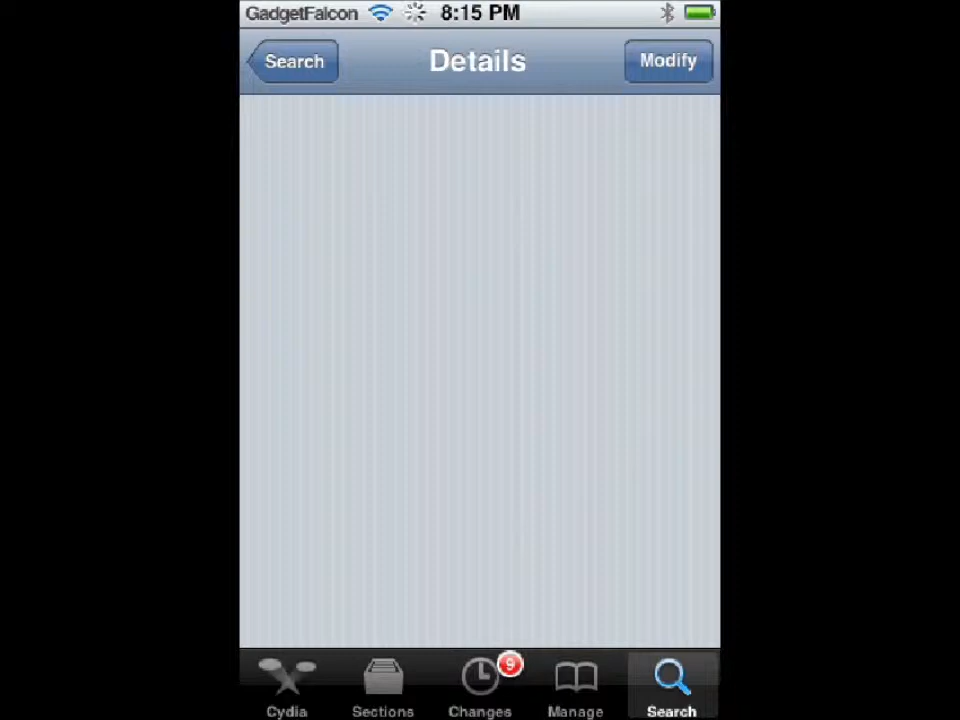 GadgetFalcon 8:15 PM
Search Details Modify
9
Cydia Sections Changes Manage Search